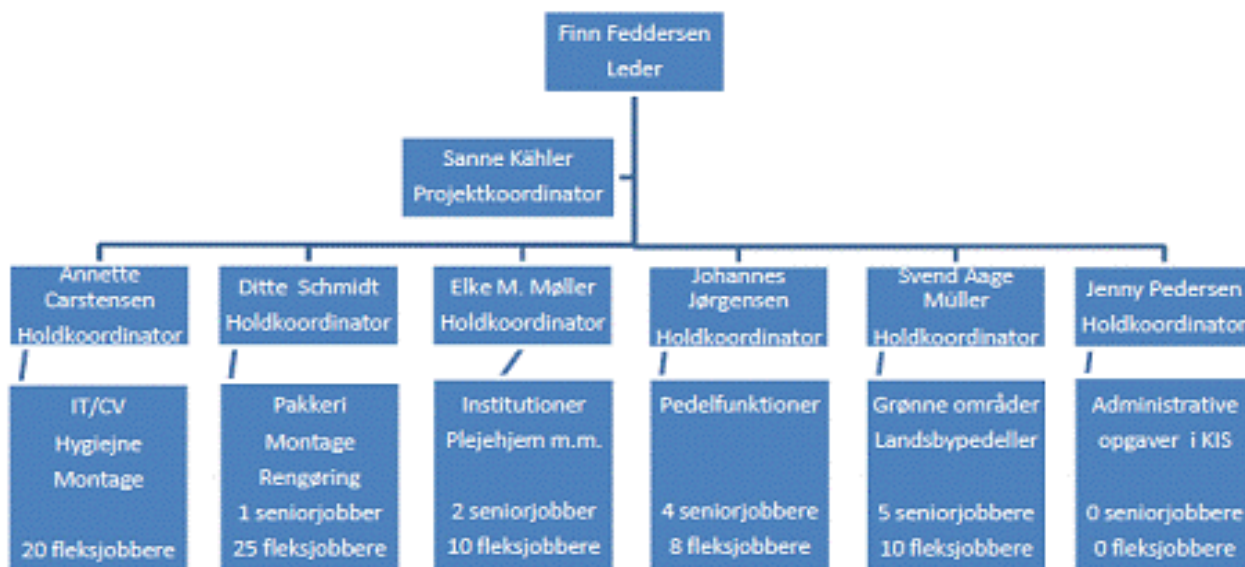 Finn Feddersen
Leder
Sanne Kähler
Projektkoordinator
Annette
Carstensen
Holdkoordinator
Ditte Schmidt
Holdkoordinator
Elke M. Møller
Holdkoordinator
Johannes
Jørgensen
Holdkoordinator
Svend Aage
Müller
Holdkoordinator
Jenny Pedersen
Holdkoordinator
IT/CV
Hygiejne
Montage
20 fleksjobbere
Pakkeri
Montage
Rengøring
1 seniorjobber
25 fleksjobbere
Institutioner
Plejehjem m.m.
2 seniorjobber
10 fleksjobbere
Pedelfunktioner
4 seniorjobbere
8 fleksjobbere
Grønne områder
Landsbypedeller
5 seniorjobbere
10 fleksjobbere
Administrative
opgaver i KIS
0 seniorjobbere
0 fleksjobbere